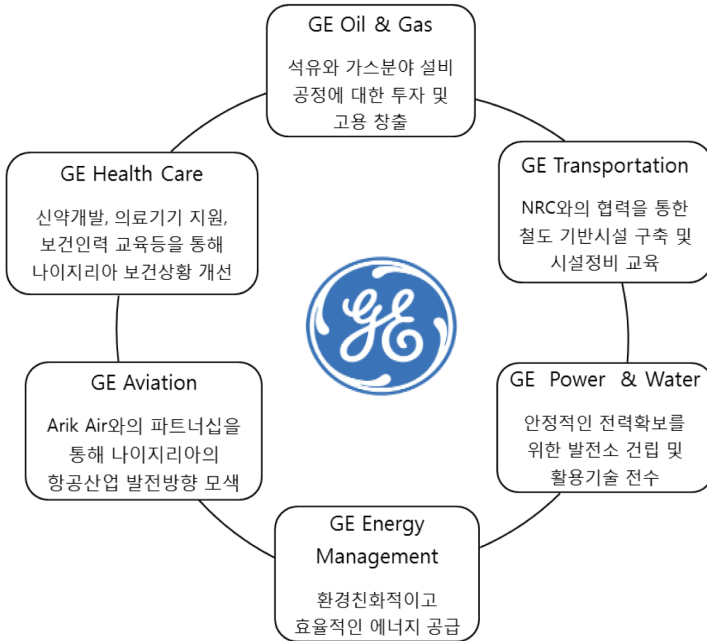 GE Oil & Gas
석유와 가스분야 설비
공정에 대한 투자 및
고용 창출
GE Transportation
NRC와의 협력을 통한
철도 기반시설 구축 및
시설정비 교육
GE Power & Water
안정적인 전력확보를
위한 발전소 건립 및
활용기술 전수
GE Energy
Management
환경친화적이고
효율적인 에너지 공급
GE Aviation
Arik Air와의 파트너십을
통해 나이지리아의
항공산업 발전방향 모색
GE Health Care
신약개발, 의료기기 지원,
보건인력 교육등을 통해
나이지리아 보건상황 개선
GE